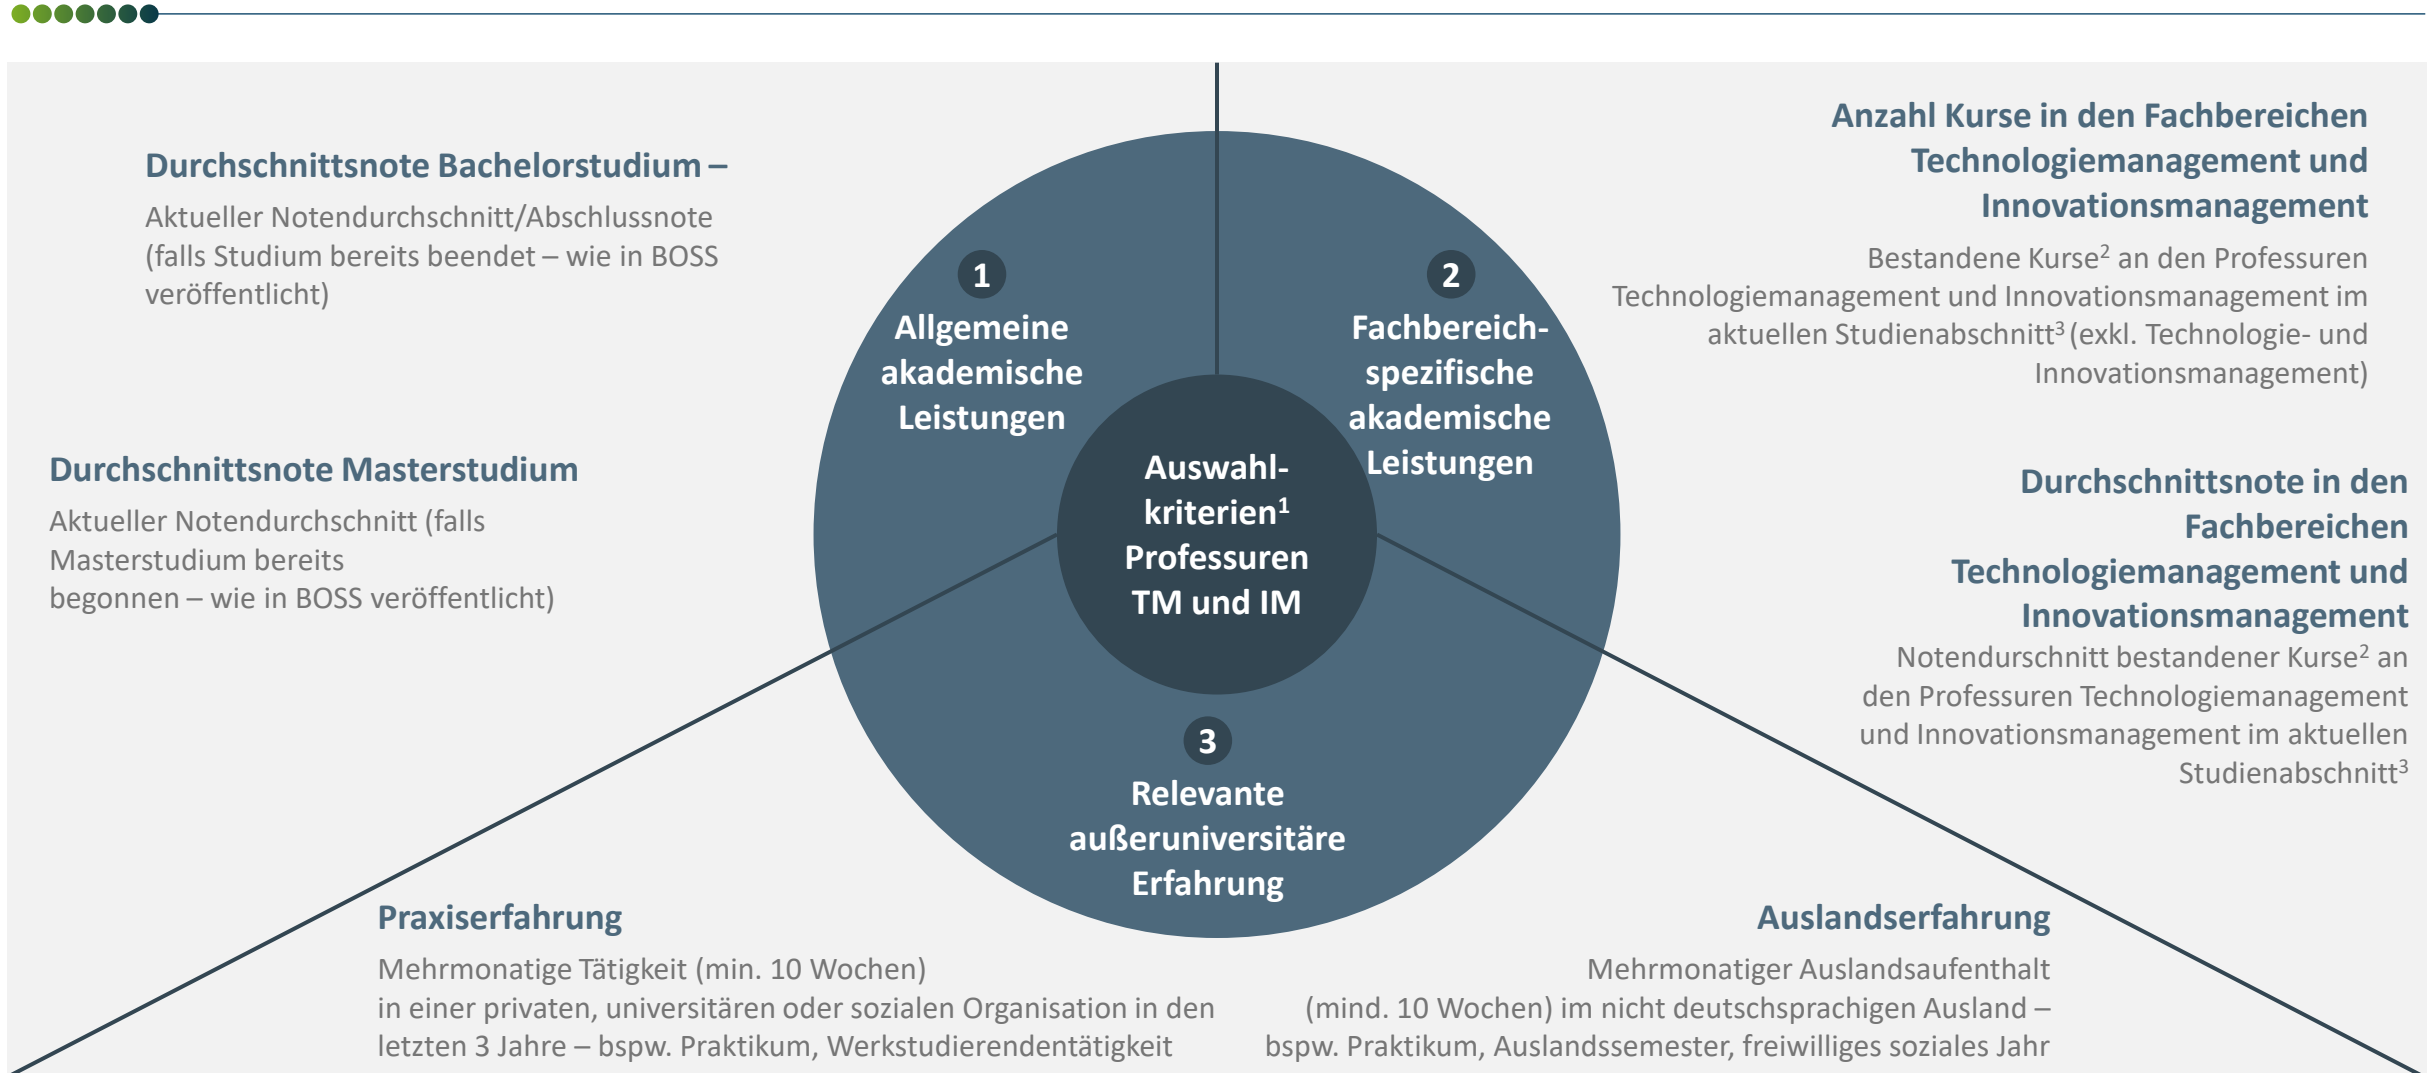 Durchschnittsnote Bachelorstudium –
Aktueller Notendurchschnitt/Abschlussnote
(falls Studium bereits beendet – wie in BOSS
veröffentlicht)
Durchschnittsnote Masterstudium
Aktueller Notendurchschnitt (falls
Masterstudium bereits
begonnen – wie in BOSS veröffentlicht)
1
Allgemeine
akademische
Leistungen
2
Fachbereich-
spezifische
akademische
Leistungen
Auswahl-
kriterien¹
Professuren
TM und IM
3
Relevante
außeruniversitäre
Erfahrung
Anzahl Kurse in den Fachbereichen
Technologiemanagement und
Innovationsmanagement
Bestandene Kurse² an den Professuren
Technologiemanagement und Innovationsmanagement im
aktuellen Studienabschnitt³ (exkl. Technologie- und
Innovationsmanagement)
Durchschnittsnote in den
Fachbereichen
Technologiemanagement und
Innovationsmanagement
Notendurschnitt bestandener Kurse² an
den Professuren Technologiemanagement
und Innovationsmanagement im aktuellen
Studienabschnitt³
Praxiserfahrung
Mehrmonatige Tätigkeit (min. 10 Wochen)
in einer privaten, universitären oder sozialen Organisation in den
letzten 3 Jahre – bspw. Praktikum, Werkstudierendentätigkeit
Auslandserfahrung
Mehrmonatiger Auslandsaufenthalt
(mind. 10 Wochen) im nicht deutschsprachigen Ausland –
bspw. Praktikum, Auslandssemester, freiwilliges soziales Jahr